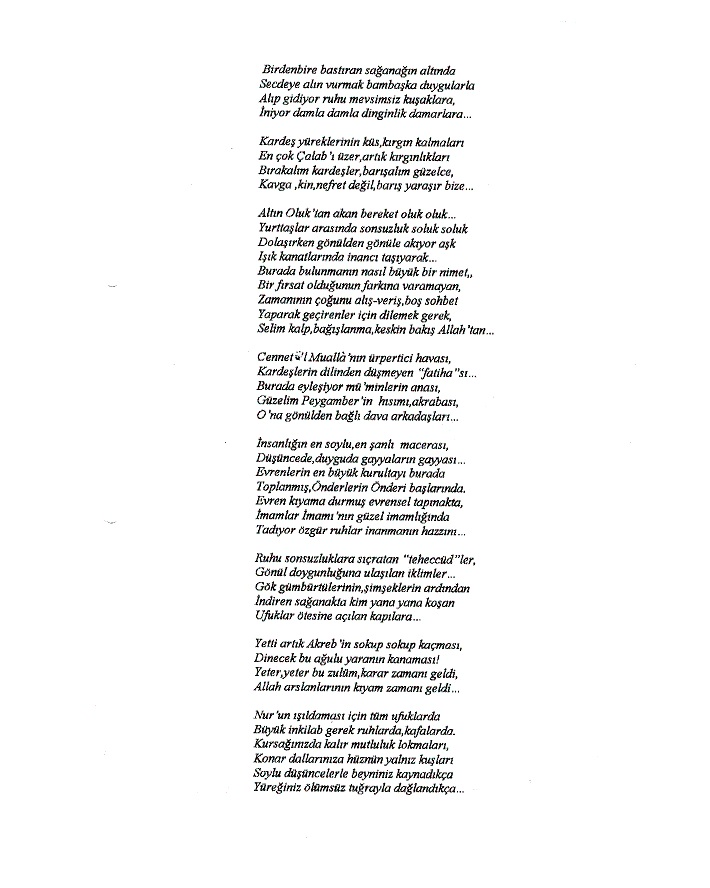 Birdenbire bastıran sağanağın altında
Secdeye alın vurmak bambaşka duygularla
Alıp gidiyor ruhu mevsimsiz kuşaklara,
İniyor damla damla dinginlik damarlara...
Kardeş yüreklerinin küs,kırgın kalmaları
En çok Çalab'ı üzer,artık kırgınlıkları
Bırakalım kardeşler,barışalım güzelce,
Kavga ,kin,nefret değil,barış yaraşır bize...
Altın Oluk'tan akan bereket oluk oluk...
Yurttaşlar arasında sonsuzluk soluk soluk
Dolaşırken gönülden gönüle akıyor aşk
Işık kanatlarında inancı taşıyarak...
Burada bulunmanın nasıl büyük bir nimet,,
Bir fırsat olduğunun farkına varamayan,
Zamanının çoğunu alış-veriş,boş sohbet
Yaparak geçirenler için dilemek gerek,
Selim kalp,bağışlanma,keskin bakış Allah'tan...
Cennetü'l Muallâ'nın ürpertici havası,
Kardeşlerin dilinden düşmeyen "fatiha"sı...
Burada eyleşiyor mü'minlerin anası,
Güzelim Peygamber'in hısımı,akrabası,
O'na gönülden bağlı dava arkadaşları...
İnsanlığın en soylu,en şanlı macerası,
Düşüncede,duyguda gayyaların gayyası...
Evrenlerin en büyük kurultayı burada
Toplanmış,Önderlerin Önderi başlarında.
Evren kıyama durmuş evrensel tapınakta,
İmamlar İmamı'nın güzel imamlığında
Tadıyor özgür ruhlar inanmanın hazzını...
Ruhu sonsuzluklara sıçratan "teheccüd"ler,
Gönül doygunluğuna ulaşılan iklimler...
Gök gümbürtülerinin,şimşeklerin ardından
İndiren sağanakta kim yana yana koşan
Ufuklar ötesine açılan kapılara...
Yetti artık Akreb'in sokup sokup kaçması,
Dinecek bu ağulu yaranın kanaması!
Yeter,yeter bu zulüm,karar zamanı geldi,
Allah arslanlarının kıyam zamanı geldi...
Nur'un ışıldaması için tüm ufuklarda
Büyük inkilab gerek ruhlarda,kafalarda.
Kursağınızda kalır mutluluk lokmaları,
Konar dallarınıza hüznün yalnız kuşları
Soylu düşüncelerle beyniniz kaynadıkça
Yüreğiniz ölümsüz tuğrayla dağlandıkça...